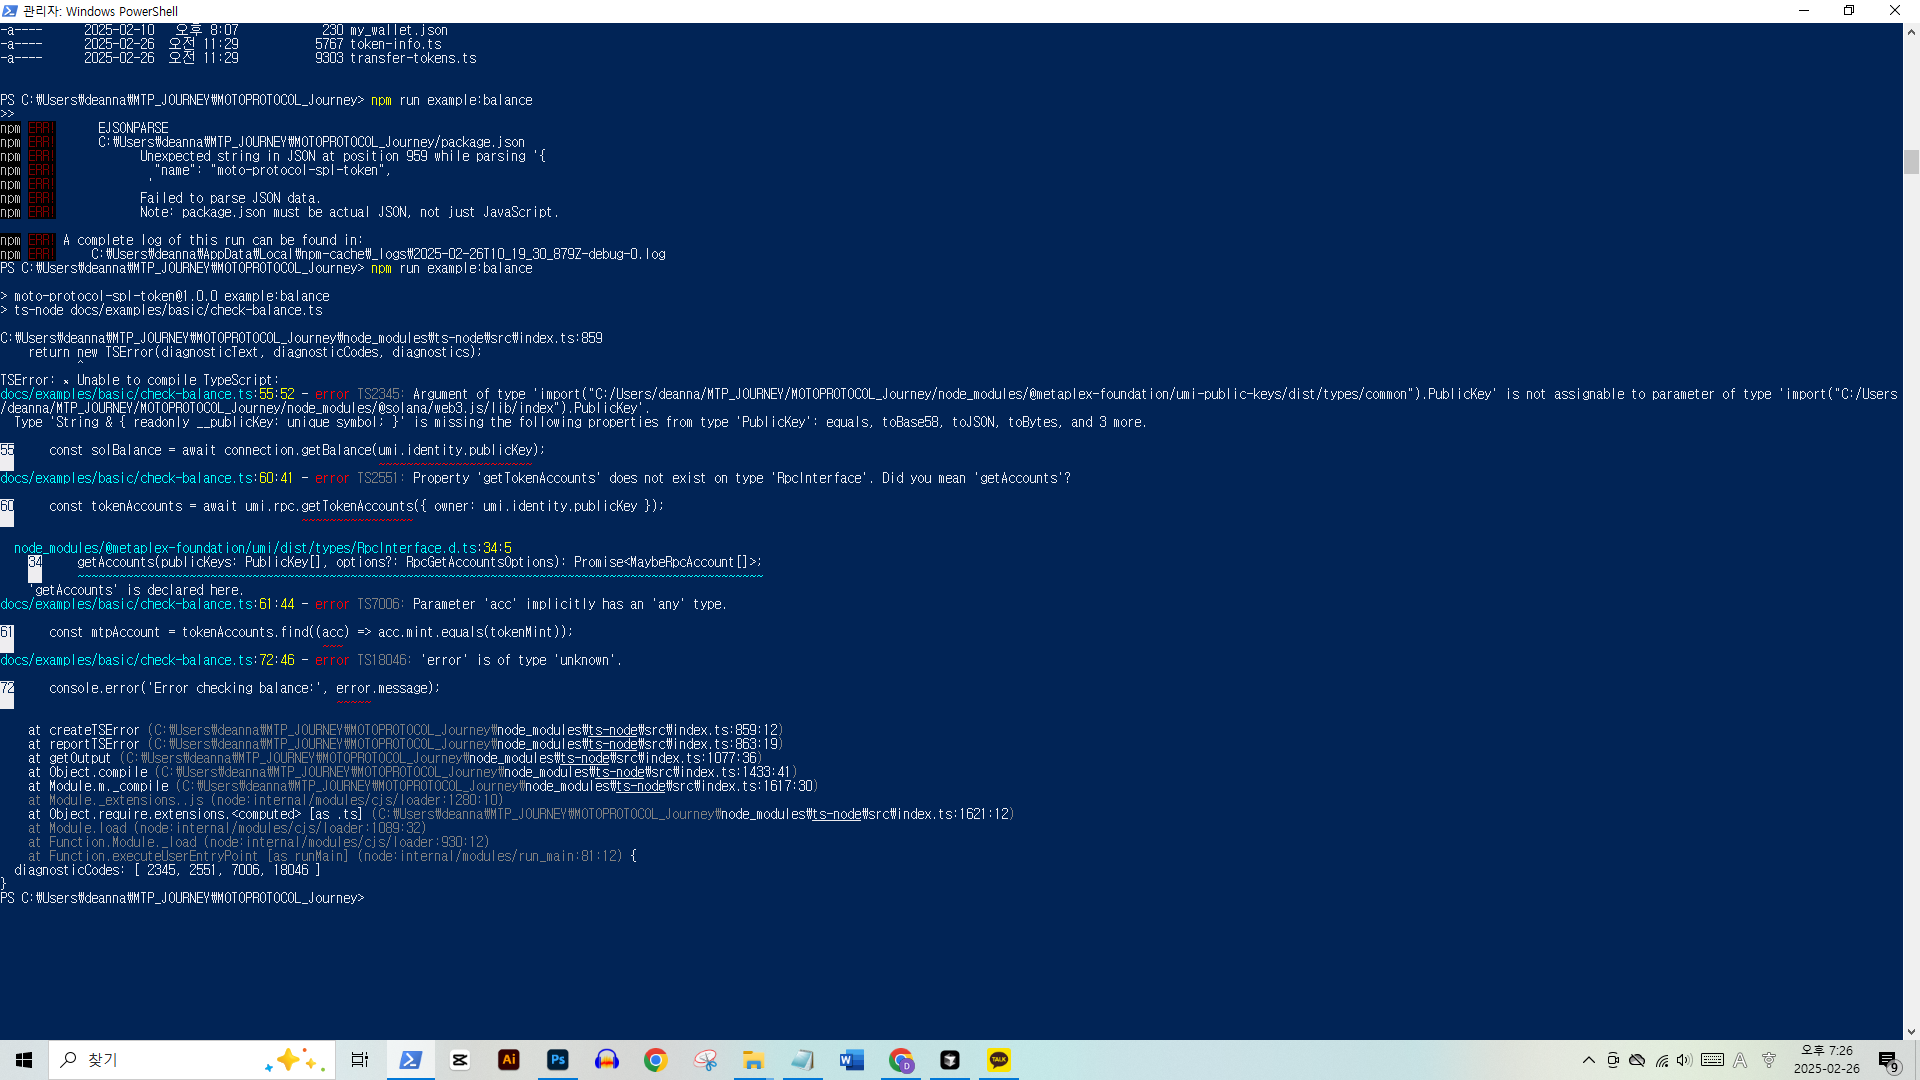 관리자: Windows PowerShell
-a---- 2025-02-10 오후 8:07 230 my_wallet.json
-a---- 2025-02-26 오전 11:29 5767 token-info.ts
-a---- 2025-02-26 오전 11:29 9303 transfer-tokens.ts
PS C:₩Users₩deanna₩MTP_JOURNEY₩MOTOPROTOCOL_Journey> npm run example:balance
>>
npm ERR! EJSONPARSE
npm ERR! C:₩Users₩deanna₩MTP_JOURNEY₩MOTOPROTOCOL_Journey/package.json
npm ERR! Unexpected string in JSON at position 959 while parsing '{
npm ERR! "name": "moto-protocol-spl-token",
npm ERR! '
npm ERR! Failed to parse JSON data.
npm ERR! Note: package.json must be actual JSON, not just JavaScript.
npm ERR! A complete log of this run can be found in:
npm ERR! C:₩Users₩deanna₩AppData₩Local₩npm-cache₩_logs₩2025-02-26T10_19_30_879Z-debug-0.log
PS C:₩Users₩deanna₩MTP_JOURNEY₩MOTOPROTOCOL_Journey> npm run example:balance
> moto-protocol-spl-token@1.0.0 example:balance
> ts-node docs/examples/basic/check-balance.ts
C:₩Users₩deanna₩MTP_JOURNEY₩MOTOPROTOCOL_Journey₩node_modules₩ts-node₩src₩index.ts:859
return new TSError(diagnosticText, diagnosticCodes, diagnostics);
^
TSError: × Unable to compile TypeScript:
docs/examples/basic/check-balance.ts:55:52 - error TS2345: Argument of type 'import("C:/Users/deanna/MTP_JOURNEY/MOTOPROTOCOL_Journey/node_modules/@metaplex-foundation/umi-public-keys/dist/types/common").PublicKey' is not assignable to parameter of type 'import("C:/Users
/deanna/MTP_JOURNEY/MOTOPROTOCOL_Journey/node_modules/@solana/web3.js/lib/index").PublicKey'.
Type 'String & { readonly __publicKey: unique symbol; }' is missing the following properties from type 'PublicKey': equals, toBase58, toJSON, toBytes, and 3 more.
55 const solBalance = await connection.getBalance(umi.identity.publicKey);
docs/examples/basic/check-balance.ts:60:41 - error TS2551: Property 'getTokenAccounts' does not exist on type 'RpcInterface'. Did you mean 'getAccounts'?
60 const tokenAccounts = await umi.rpc.getTokenAccounts({ owner: umi.identity.publicKey });
node_modules/@metaplex-foundation/umi/dist/types/RpcInterface.d.ts:34:5
34 getAccounts(publicKeys: PublicKey[], options?: RpcGetAccountsOptions): Promise<MaybeRpcAccount[]>;
'getAccounts' is declared here.
docs/examples/basic/check-balance.ts:61:44 - error TS7006: Parameter 'acc' implicitly has an 'any' type.
61 const mtpAccount = tokenAccounts.find((acc) => acc.mint.equals(tokenMint));
docs/examples/basic/check-balance.ts:72:46 - error TS18046: 'error' is of type 'unknown'.
72 console.error('Error checking balance:', error.message);
at createTSError (C:₩Users₩deanna₩MTP_JOURNEY₩MOTOPROTOCOL_Journey₩node_modules₩ts-node₩src₩index.ts:859:12)
at reportTSError (C:₩Users₩deanna₩MTP_JOURNEY₩MOTOPROTOCOL_Journey₩node_modules₩ts-node₩src₩index.ts:863:19)
at getOutput (C:₩Users₩deanna₩MTP_JOURNEY₩MOTOPROTOCOL_Journey₩node_modules₩ts-node₩src₩index.ts:1077:36)
at Object.compile (C:₩Users₩deanna₩MTP_JOURNEY₩MOTOPROTOCOL_Journey₩node_modules₩ts-node₩src₩index.ts:1433:41)
at Module.m._compile (C:₩Users₩deanna₩MTP_JOURNEY₩MOTOPROTOCOL_Journey₩node_modules₩ts-node₩src₩index.ts:1617:30)
at Module._extensions..js (node:internal/modules/cjs/loader:1280:10)
at Object.require.extensions.<computed> [as .ts] (C:₩Users₩deanna₩MTP_JOURNEY₩MOTOPROTOCOL_Journey₩node_modules₩ts-node₩src₩index.ts:1621:12)
at Module.load (node:internal/modules/cjs/loader:1089:32)
at Function.Module._load (node:internal/modules/cjs/loader:930:12)
at Function.executeUserEntryPoint [as runMain] (node:internal/modules/run_main:81:12) {
diagnosticCodes: [ 2345, 2551, 7006, 18046 ]
}
PS C:₩Users₩deanna₩MTP_JOURNEY₩MOTOPROTOCOL_Journey>
찾기
Ai
Ps
D
TALK
A
오후 7:26
2025-02-26
9